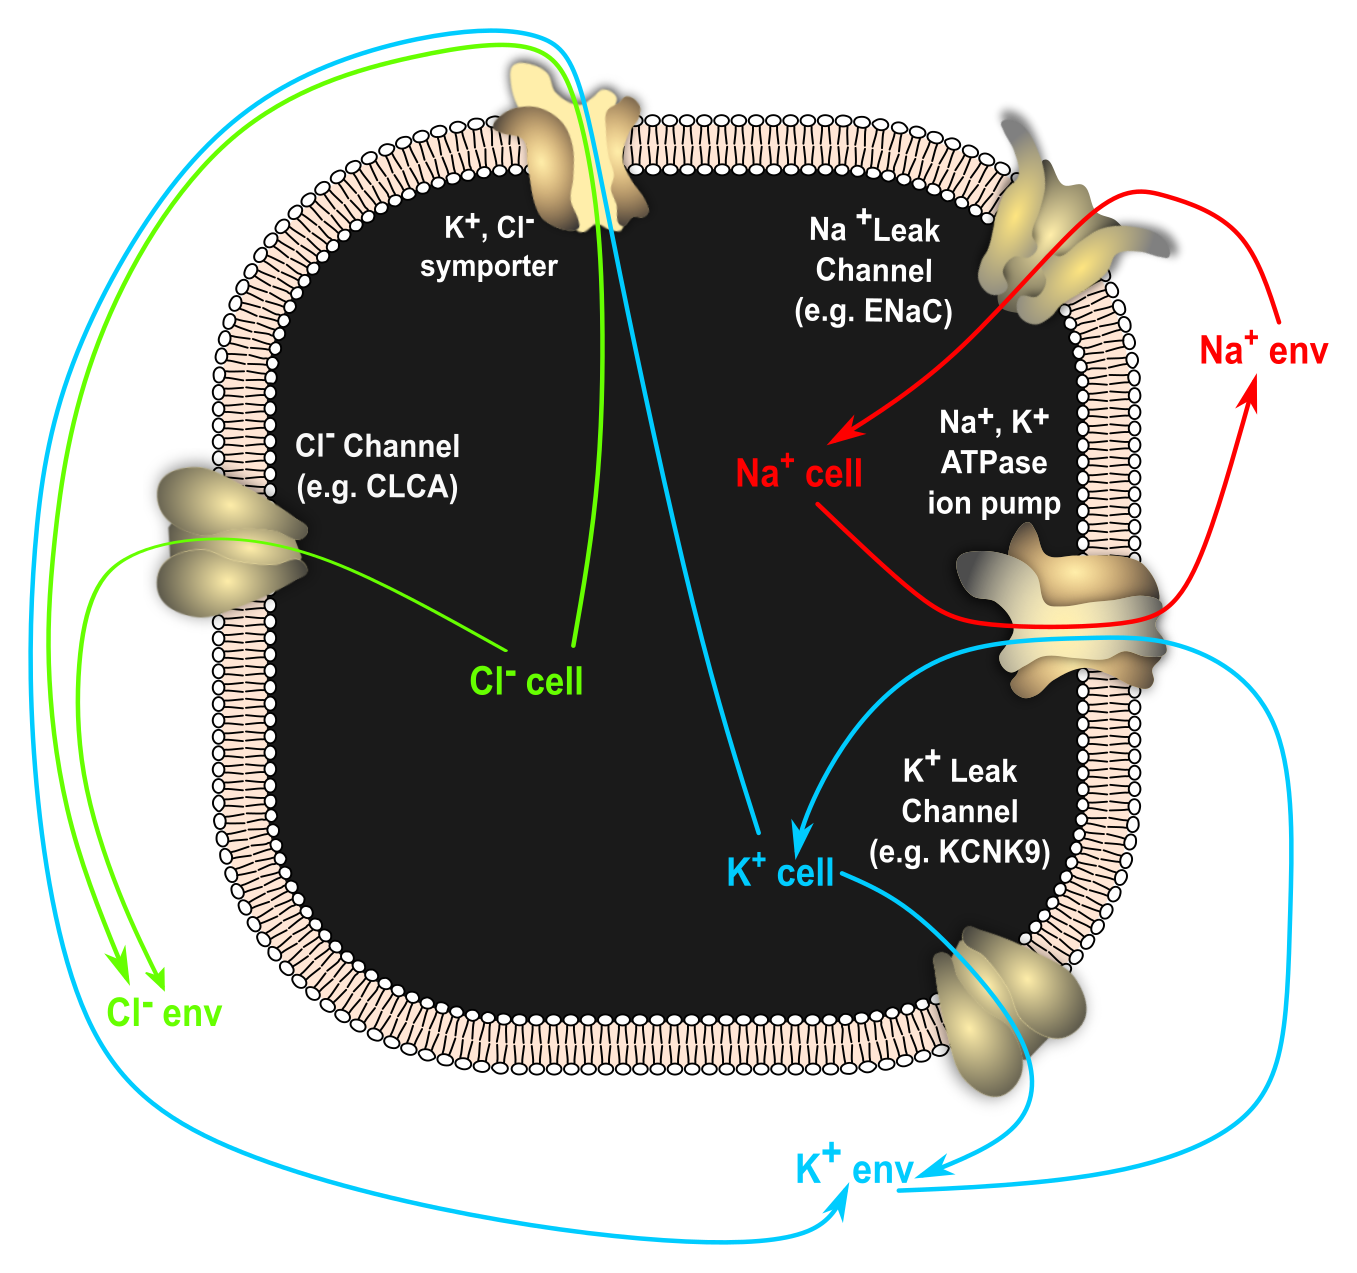 K+, Cl-
symporter
Na +Leak
Channel
(e.g. ENaC)
Na+ env
Cl- Channel
(e.g. CLCA)
Na+ cell
Na+, K+
ATPase
ion pump
Cl- cell
K+ Leak
Channel
(e.g. KCNK9)
K+ cell
Cl- env
K+ env